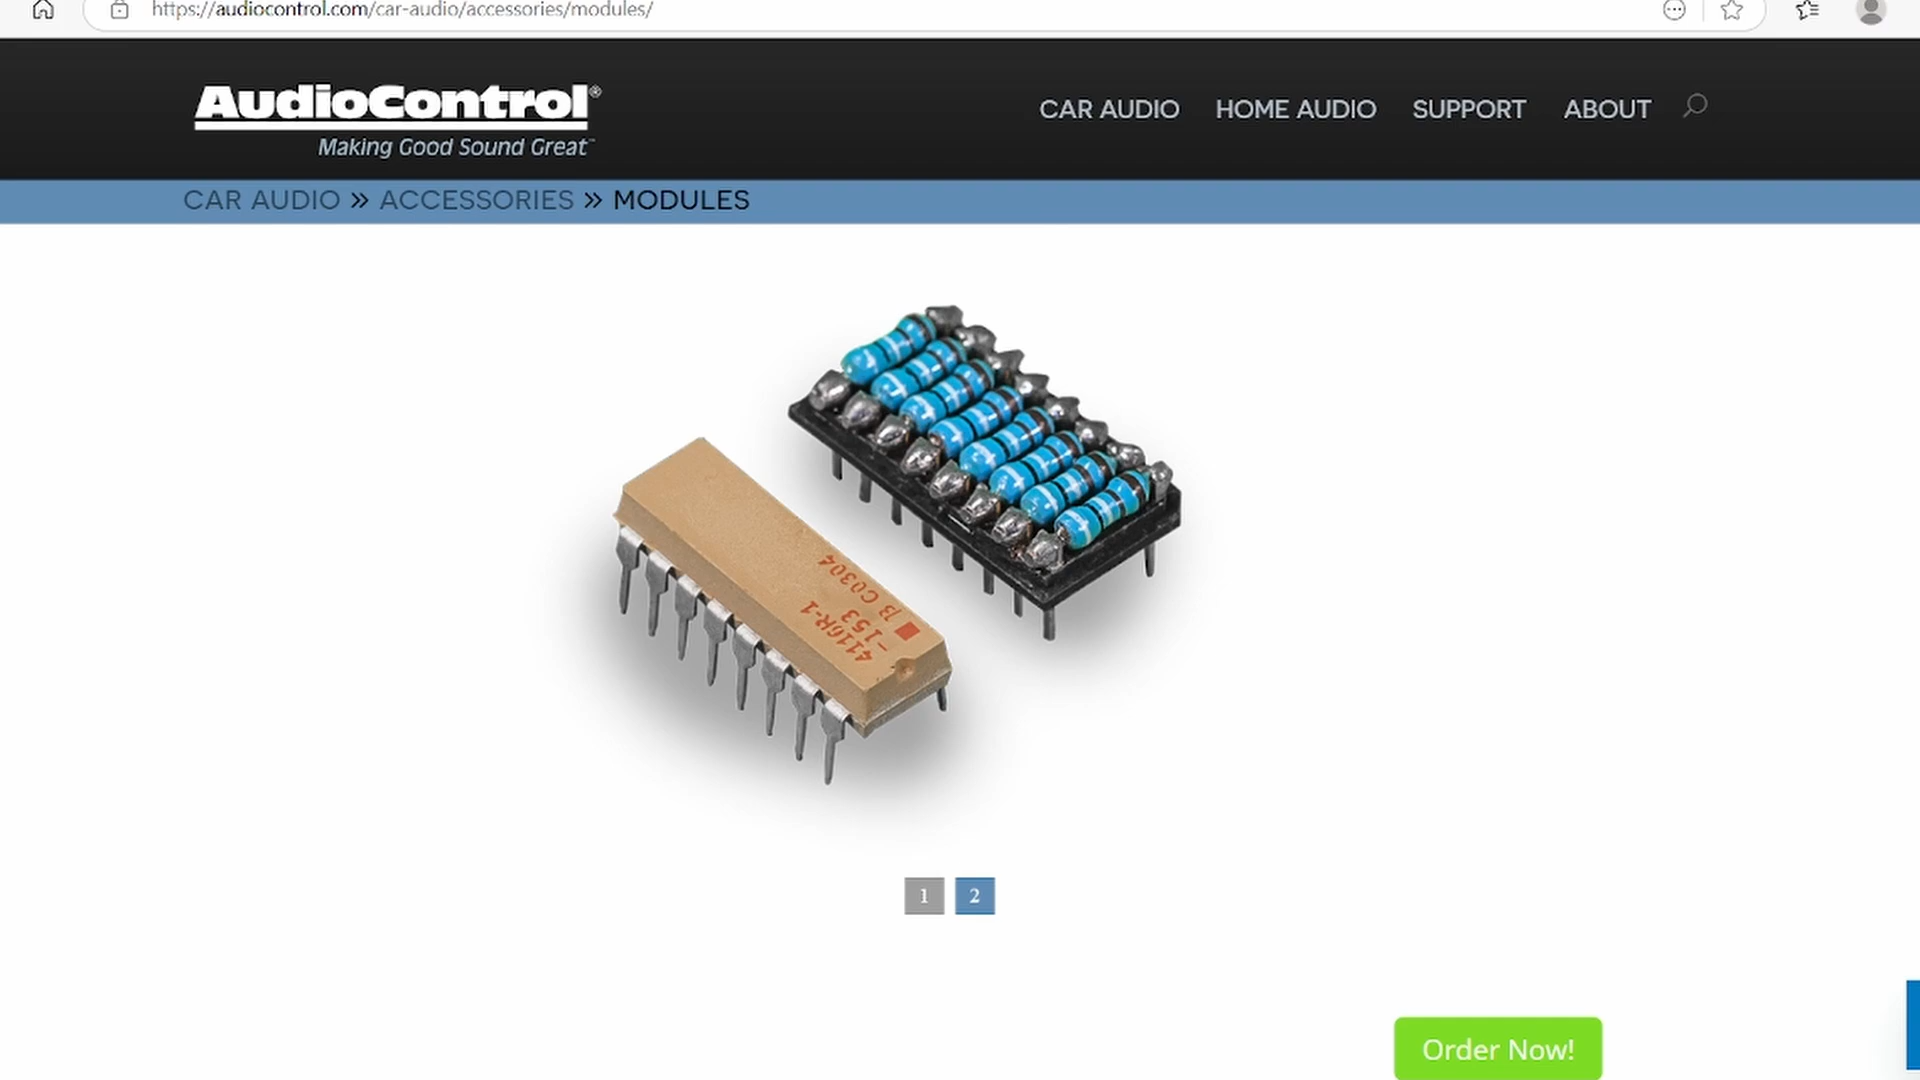 https://audiocontrol.com/car-audio/accessories/modules/
AudioControl®
Making Good Sound Great™
CAR AUDIO HOME AUDIO SUPPORT ABOUT
CAR AUDIO » ACCESSORIES » MODULES
4116R-1
-153
β C0304
1 2
Order Now!